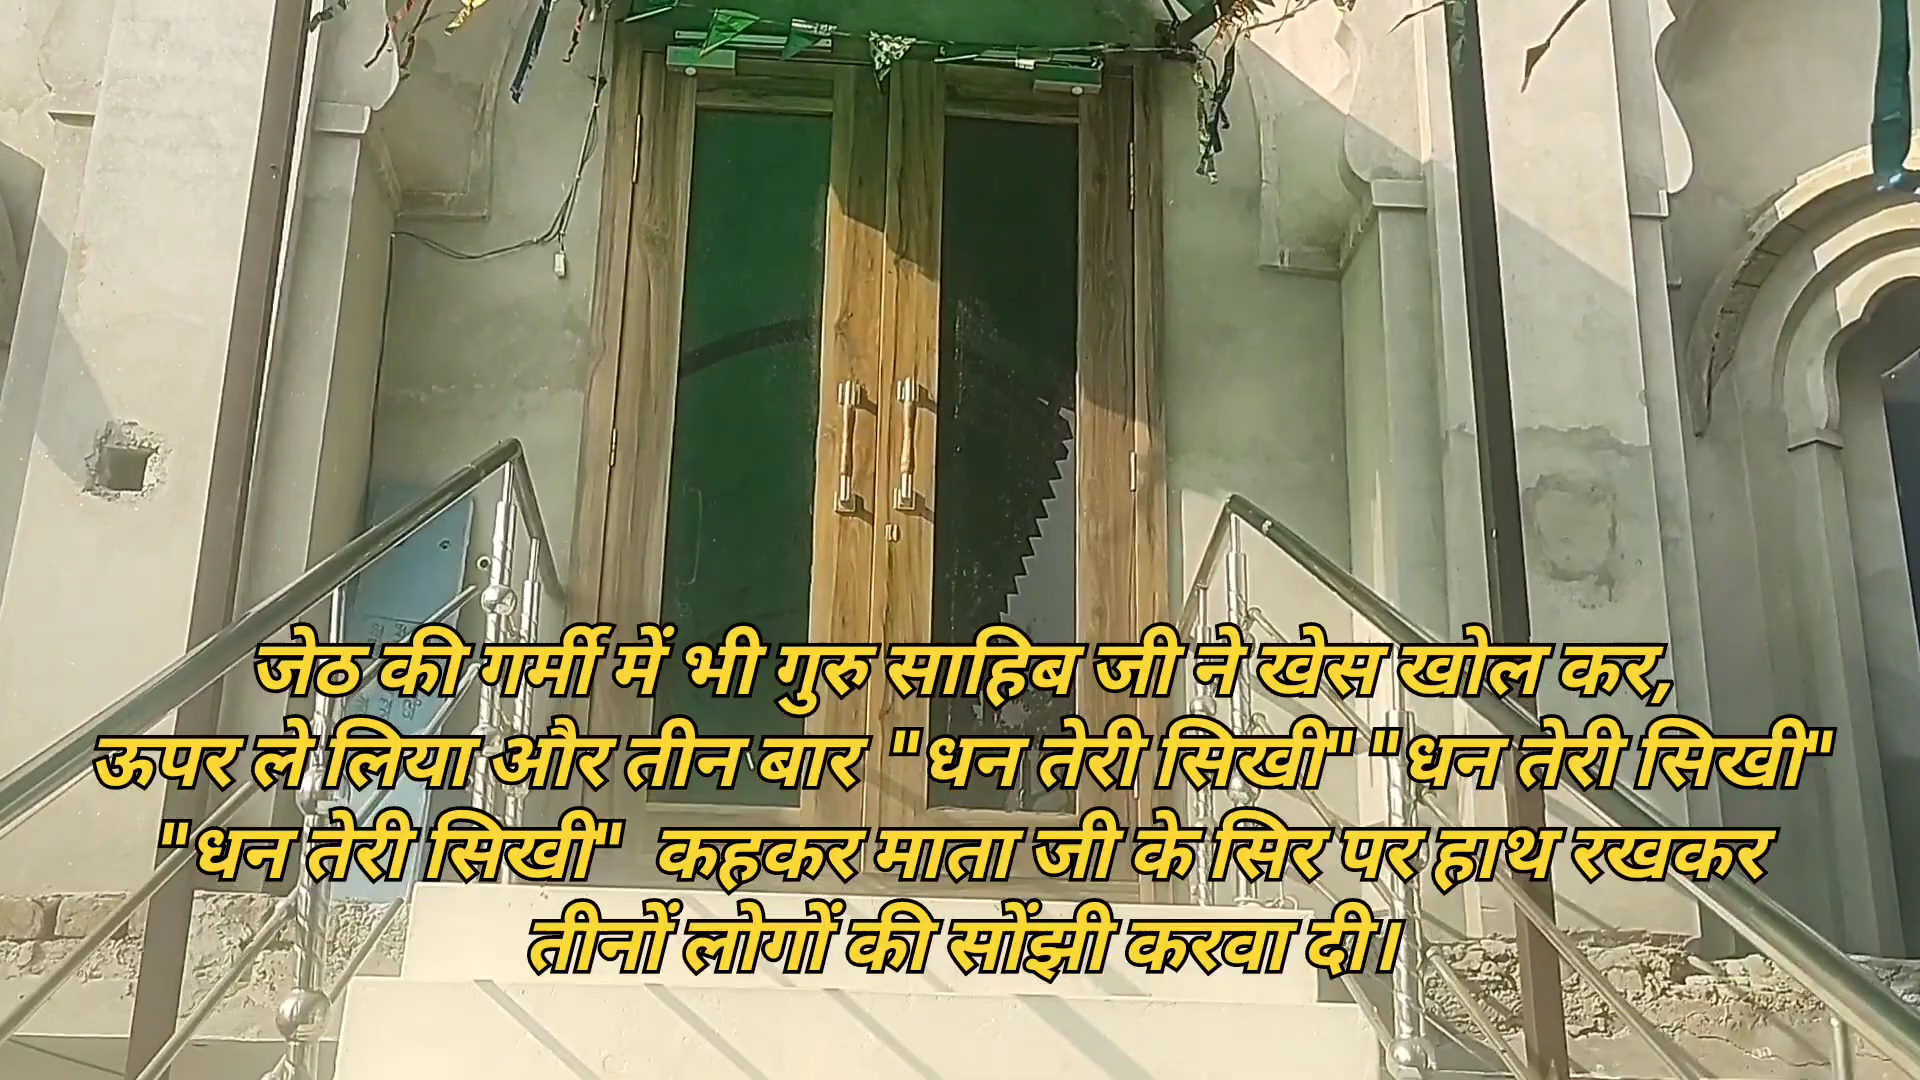 जेठ की गर्मी में भी गुरु साहिब जी ने खेस खोल कर,
ऊपर ले लिया और तीन बार "धन तेरी सिखी" "धन तेरी सिखी"
"धन तेरी सिखी" कहकर माता जी के सिर पर हाथ रखकर
तीनों लोगों की सोंझी करवा दी।